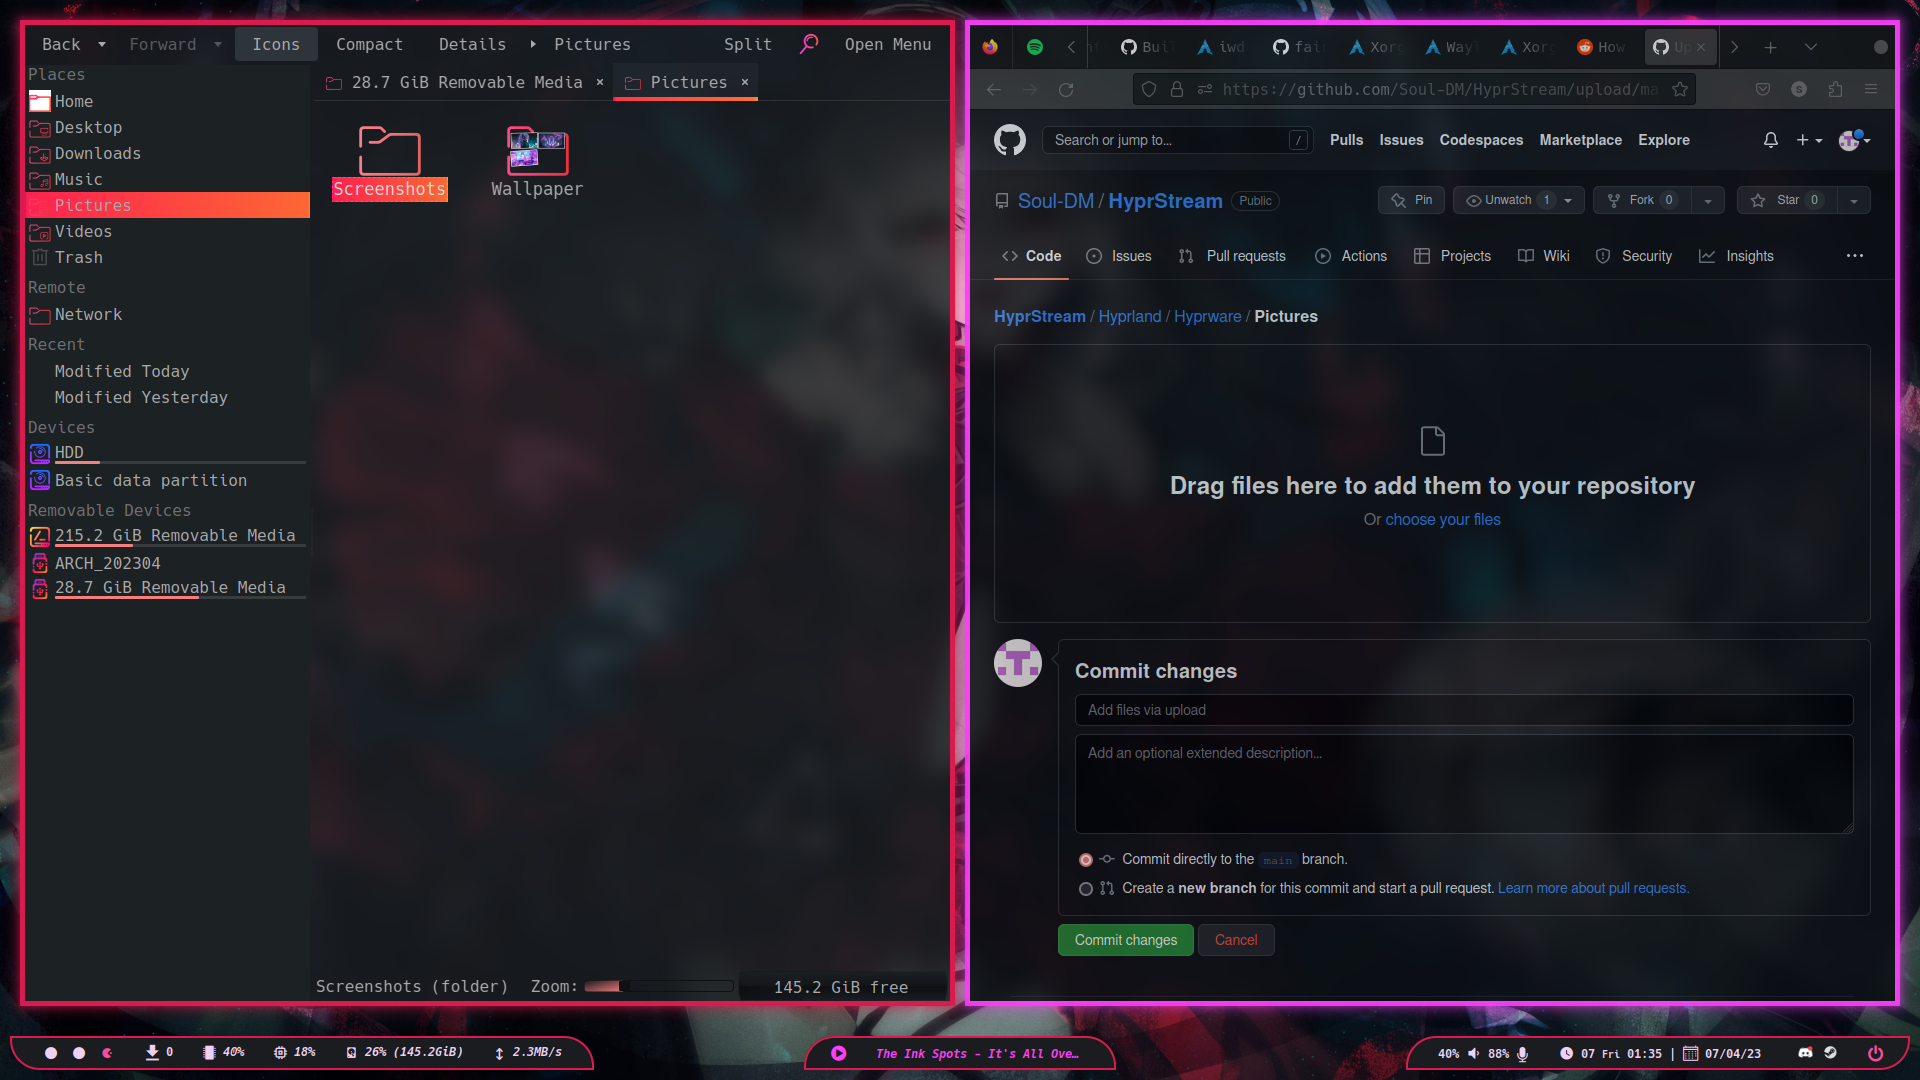 Back Forward Icons Compact Details Pictures Split Open Menu
Places
Home
Desktop
Downloads
Music
Pictures
Videos
Trash
Remote
Network
Recent
Modified Today
Modified Yesterday
Devices
HDD
Basic data partition
Removable Devices
215.2 GiB Removable Media
ARCH_202304
28.7 GiB Removable Media
28.7 GiB Removable Media × Pictures ×
Screenshots Wallpaper
Screenshots (folder) Zoom: 145.2 GiB free
Buil iwd fai Xor Way Xor How Up
https://github.com/Soul-DM/HyprStream/upload/ma
Search or jump to... / Pulls Issues Codespaces Marketplace Explore
Soul-DM / HyprStream Public Pin Unwatch 1 Fork 0 Star 0
Code Issues Pull requests Actions Projects Wiki Security Insights
HyprStream / Hyprland / Hyprware / Pictures
Drag files here to add them to your repository
Or choose your files
Commit changes
Add files via upload
Add an optional extended description...
Commit directly to the main branch.
Create a new branch for this commit and start a pull request. Learn more about pull requests.
Commit changes Cancel
0 40% 18% 26% (145.2GiB) 2.3MB/s
The Ink Spots - It's All Ove…
40% 88% 07 Fri 01:35 | 07/04/23